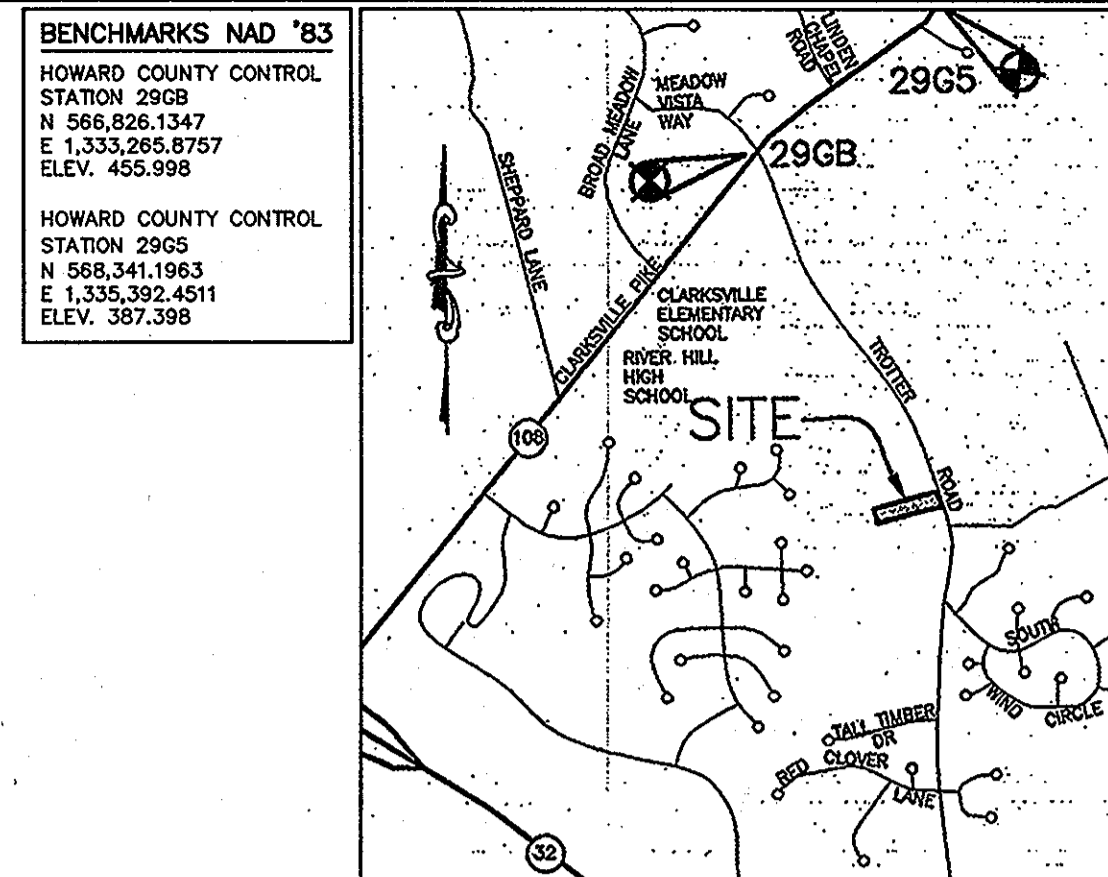 BENCHMARKS NAD '83
HOWARD COUNTY CONTROL
STATION 29GB
N 566,826.1347
E 1,333,265.8757
ELEV. 455.998
HOWARD COUNTY CONTROL
STATION 29G5
N 568,341.1963
E 1,335,392.4511
ELEV. 387.398
LINDEN
CHAPEL
ROAD
29G5
MEADOW
VISTA
WAY
BROAD MEADOW
LANE
29GB
SHEPPARD LANE
CLARKSVILLE PIKE
CLARKSVILLE
ELEMENTARY
SCHOOL
RIVER HILL
HIGH
SCHOOL
TROTTER
ROAD
SITE
108
SOUTH
WIND
CIRCLE
TALL TIMBER
DR
RED CLOVER
LANE
32